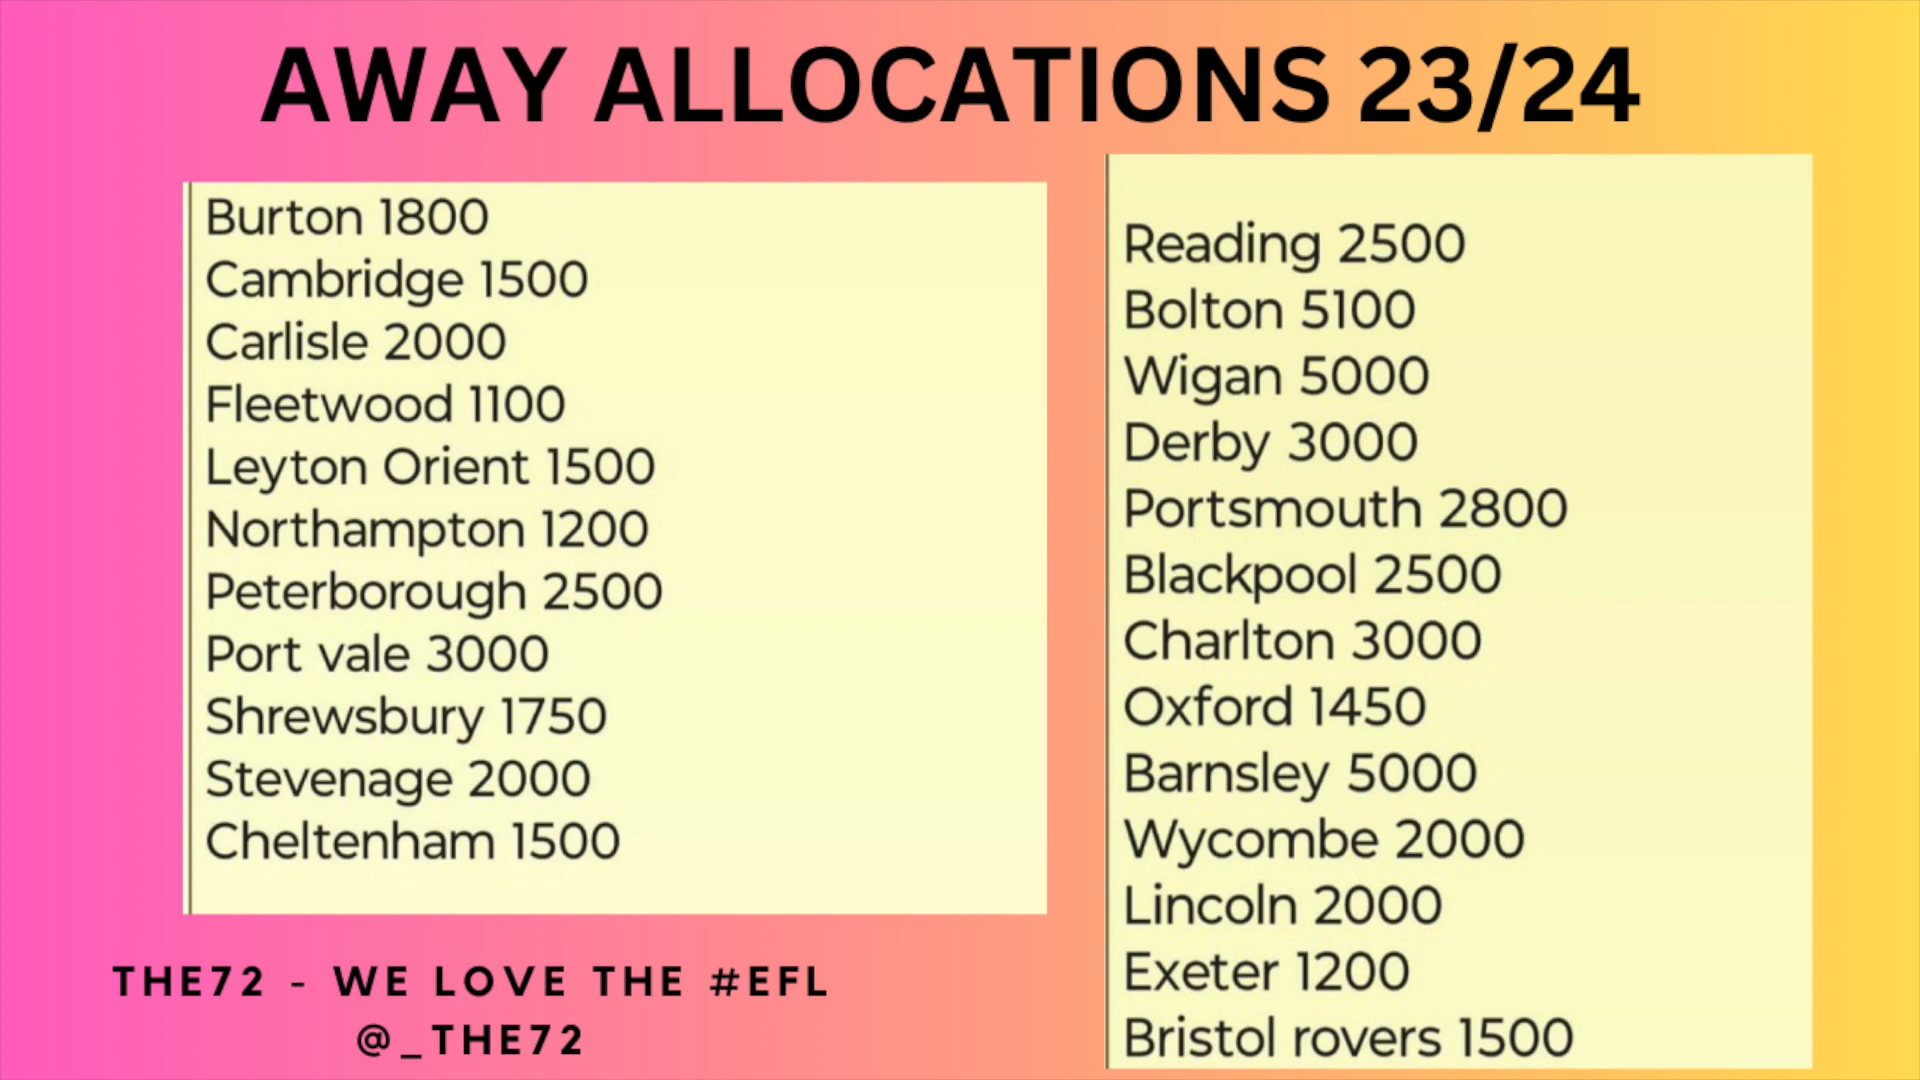 AWAY ALLOCATIONS 23/24
Burton 1800
Cambridge 1500
Carlisle 2000
Fleetwood 1100
Leyton Orient 1500
Northampton 1200
Peterborough 2500
Port vale 3000
Shrewsbury 1750
Stevenage 2000
Cheltenham 1500
Reading 2500
Bolton 5100
Wigan 5000
Derby 3000
Portsmouth 2800
Blackpool 2500
Charlton 3000
Oxford 1450
Barnsley 5000
Wycombe 2000
Lincoln 2000
Exeter 1200
Bristol rovers 1500
THE72 - WE LOVE THE #EFL
@_THE72